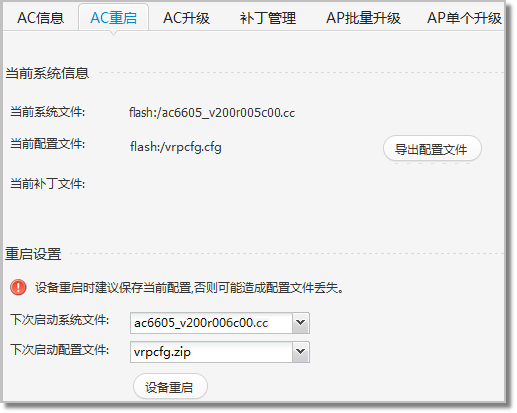 AC信息 AC重启 AC升级 补丁管理 AP批量升级 AP单个升级
当前系统信息
当前系统文件: flash:/ac6605_v200r005c00.cc
当前配置文件: flash:/vrpcfg.cfg 导出配置文件
当前补丁文件:
重启设置
设备重启时建议保存当前配置,否则可能造成配置文件丢失。
下次启动系统文件: ac6605_v200r006c00.cc
下次启动配置文件: vrpcfg.zip
设备重启